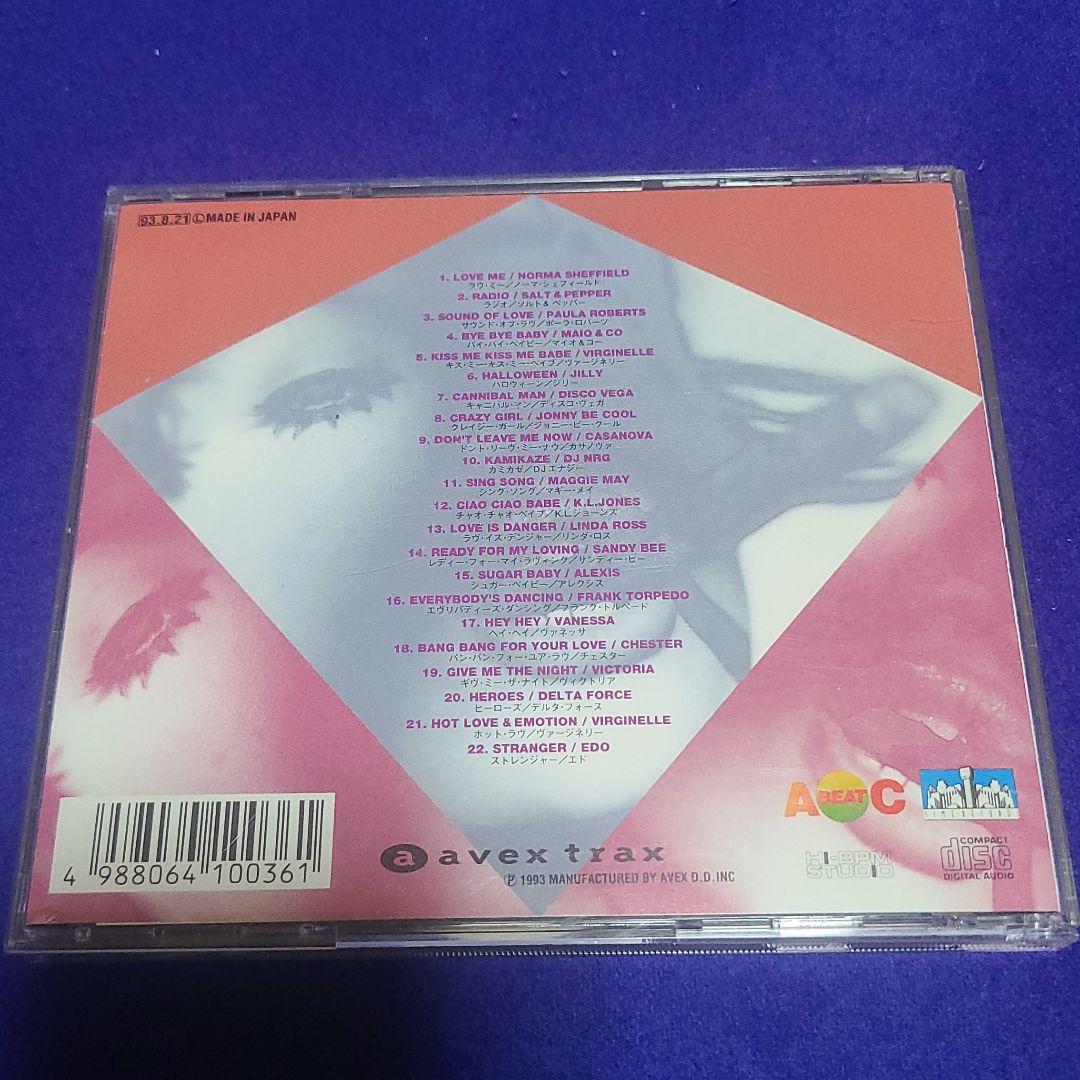 93.8.21 Ⓛ MADE IN JAPAN
1. LOVE ME / NORMA SHEFFIELD
ラヴ・ミー／ノーマ・シェフィールド
2. RADIO / SALT & PEPPER
ラジオ／ソルト& ペッパー
3. SOUND OF LOVE / PAULA ROBERTS
サウンド・オブ・ラヴ／ポーラ・ロバーツ
4. BYE BYE BABY / MAIO & CO
バイ・バイ・ベイビー／マイオ&コー
5. KISS ME KISS ME BABE / VIRGINELLE
キス・ミー・キス・ミー・ベイブ／ヴァージネリー
6. HALLOWEEN / JILLY
ハロウィーン／ジリー
7. CANNIBAL MAN / DISCO VEGA
キャニバル・マン／ディスコ・ヴェガ
8. CRAZY GIRL / JONNY BE COOL
クレイジー・ガール／ジョニー・ビー・クール
9. DON'T LEAVE ME NOW / CASANOVA
ドント・リーヴ・ミー・ナウ／カサノヴァ
10. KAMIKAZE / DJ NRG
カミカゼ／DJエナジー
11. SING SONG / MAGGIE MAY
シング・ソング／マギー・メイ
12. CIAO CIAO BABE / K.L.JONES
チャオ・チャオ・ベイブ／K.L.ジョーンズ
13. LOVE IS DANGER / LINDA ROSS
ラヴ・イズ・デンジャー／リンダ・ロス
14. READY FOR MY LOVING / SANDY BEE
レディー・フォー・マイ・ラヴィング／サンディー・ビー
15. SUGAR BABY / ALEXIS
シュガー・ベイビー／アレクシス
16. EVERYBODY'S DANCING / FRANK TORPEDO
エヴリバディーズ・ダンシング／フランク・トルペード
17. HEY HEY / VANESSA
ヘイ・ヘイ／ヴァネッサ
18. BANG BANG FOR YOUR LOVE / CHESTER
バン・バン・フォー・ユア・ラヴ／チェスター
19. GIVE ME THE NIGHT / VICTORIA
ギヴ・ミー・ザ・ナイト／ヴィクトリア
20. HEROES / DELTA FORCE
ヒーローズ／デルタ・フォース
21. HOT LOVE & EMOTION / VIRGINELLE
ホット・ラヴ／ヴァージネリー
22. STRANGER / EDO
ストレンジャー／エド
A BEAT C
TIME RECORDS
4 988064 100361
a avex trax
Ⓟ 1993 MANUFACTURED BY AVEX D.D. INC
HI-BPM STUDIO
COMPACT disc DIGITAL AUDIO